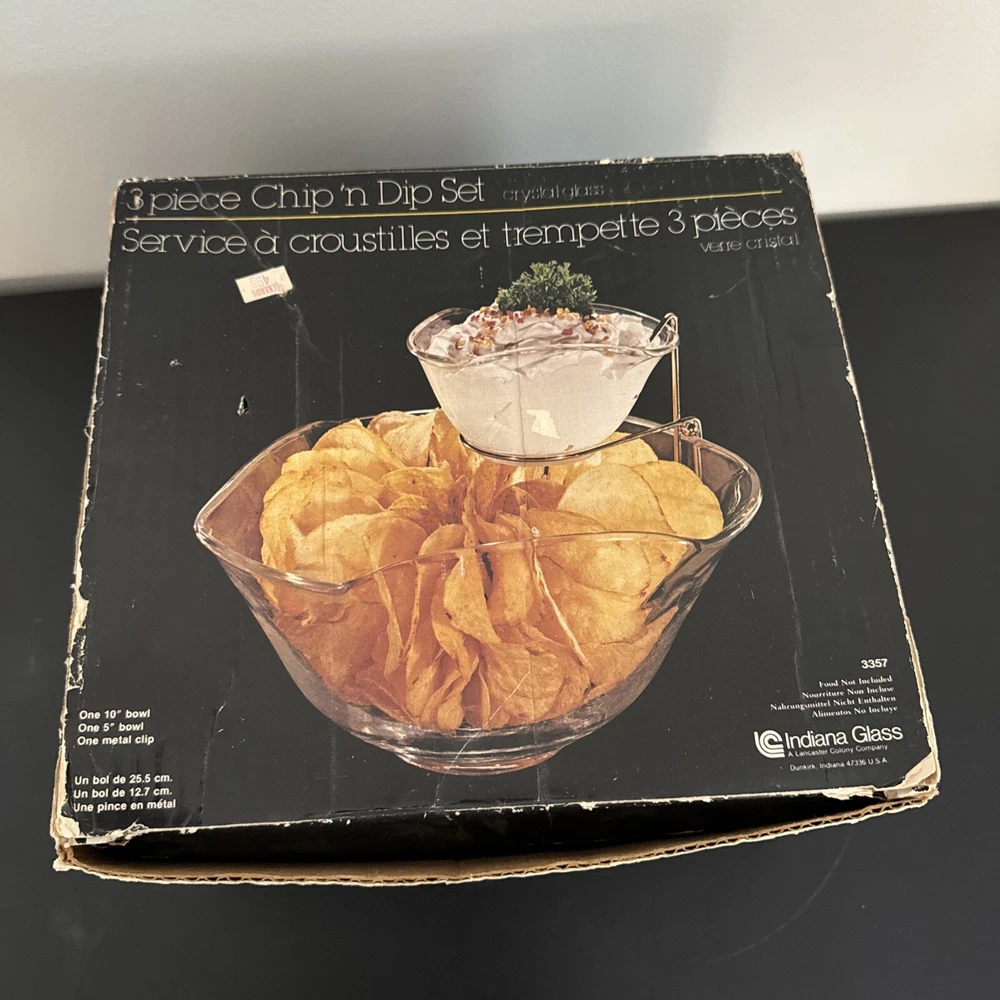 3 piece Chip 'n Dip Set crystal glass
Service à croustilles et trempette 3 pièces
verre cristal
3357
Food Not Included
Nourriture Non Incluse
Nahrungsmittel Nicht Enthalten
Alimentos No Incluye
Indiana Glass
A Lancaster Colony Company
Dunkirk, Indiana 47336 U.S.A.
One 10" bowl
One 5" bowl
One metal clip
Un bol de 25.5 cm.
Un bol de 12.7 cm.
Une pince en métal